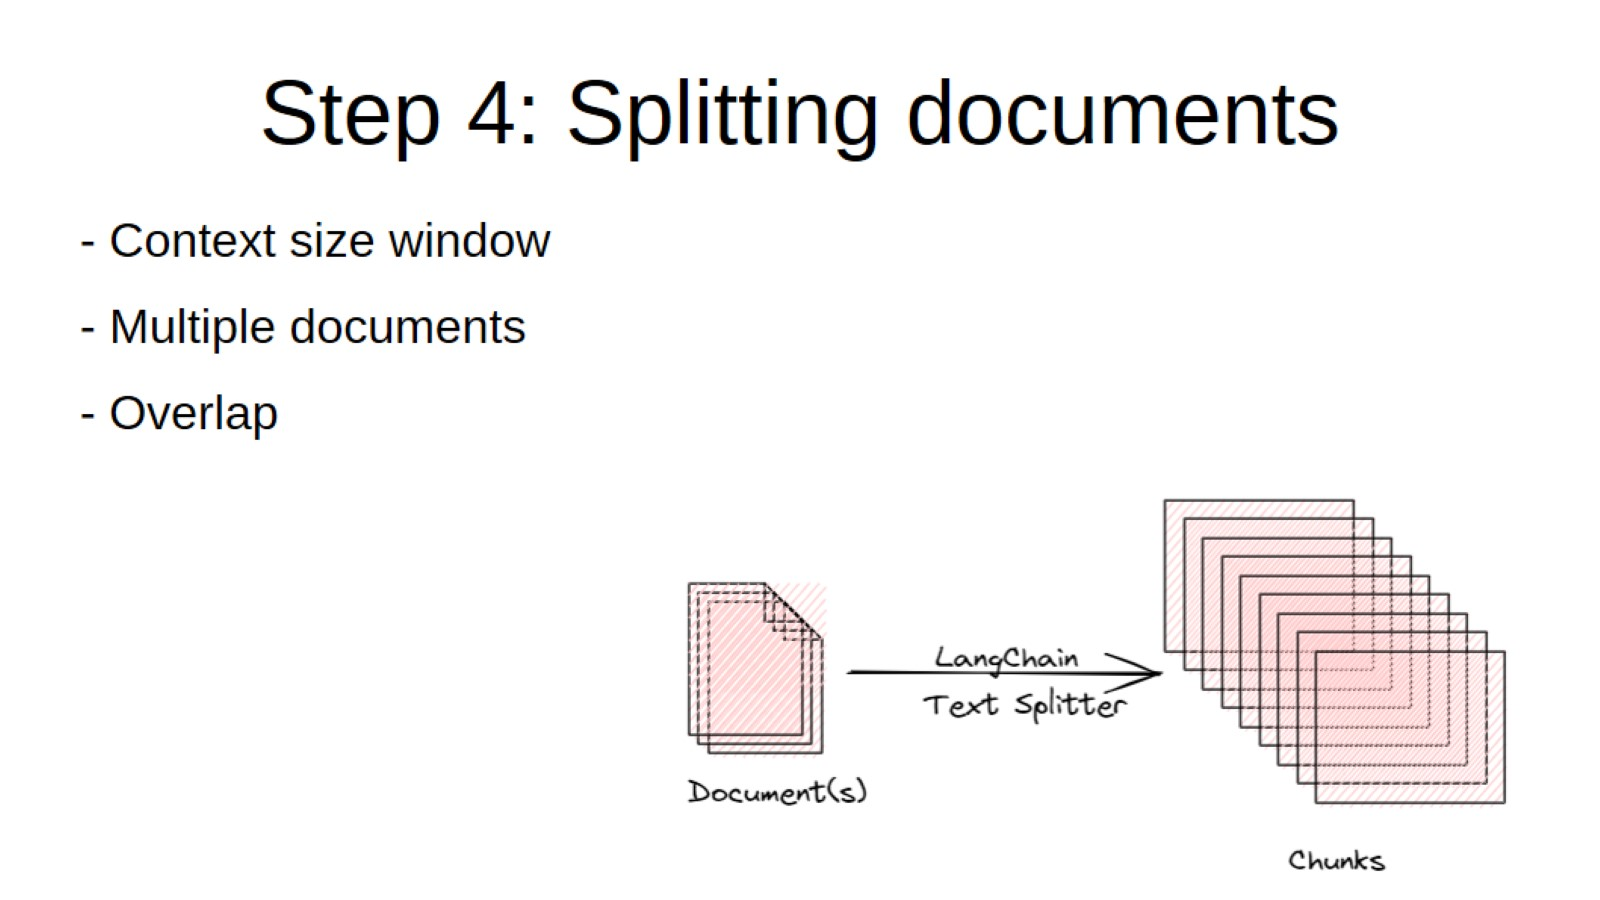 Step 4: Splitting documents
- Context size window
- Multiple documents
- Overlap
LangChain
Text Splitter
Document(s)
Chunks